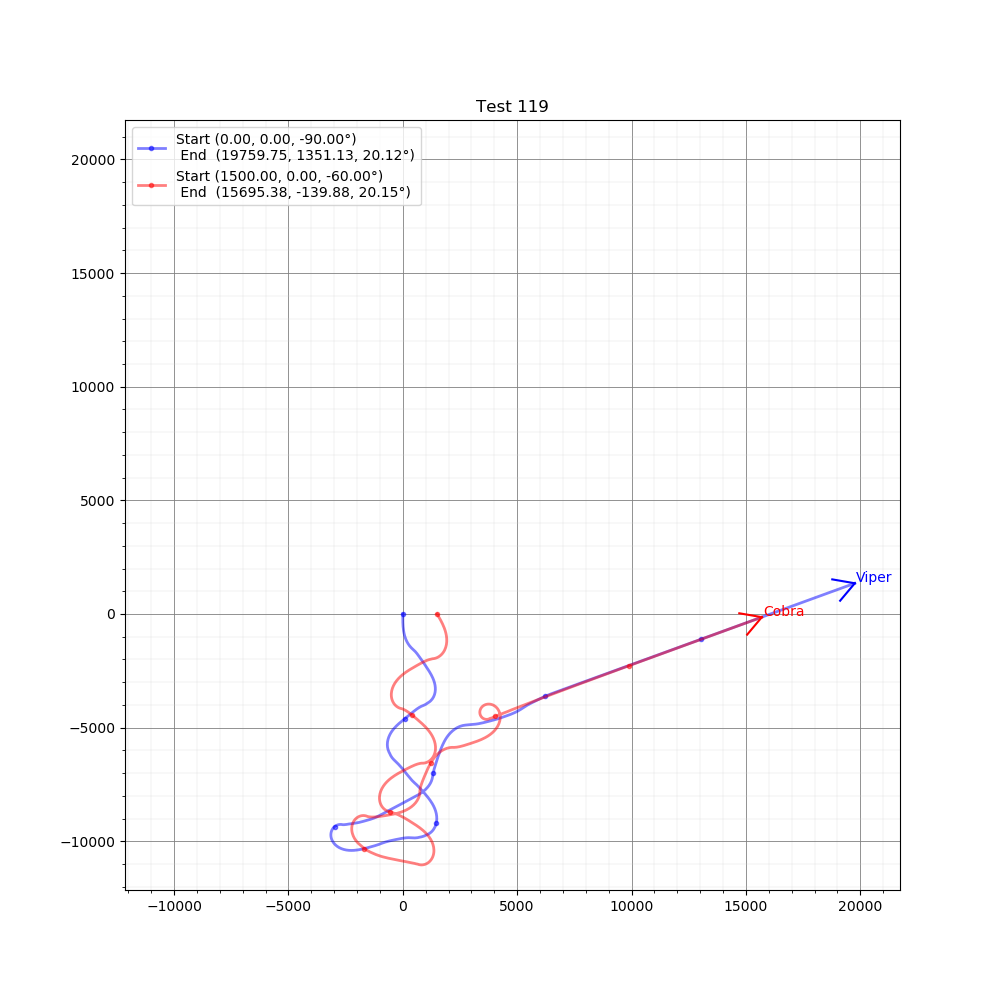 Test 119
Start (0.00, 0.00, -90.00°)
End (19759.75, 1351.13, 20.12°)
Start (1500.00, 0.00, -60.00°)
End (15695.38, -139.88, 20.15°)
20000
15000
10000
5000
0
−5000
−10000
Viper
Cobra
−10000
−5000
0
5000
10000
15000
20000